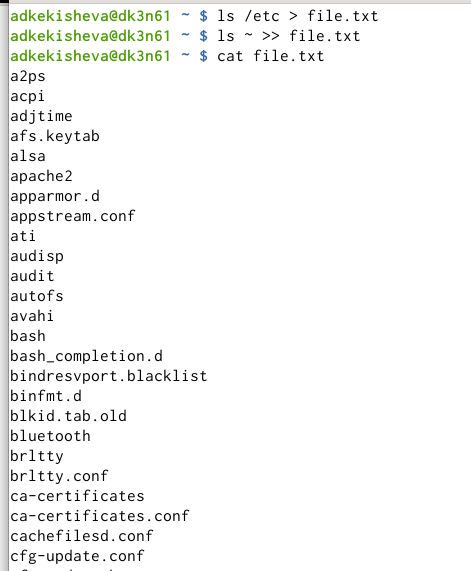 adkekisheva@dk3n61 ~ $ ls /etc > file.txt
adkekisheva@dk3n61 ~ $ ls ~ >> file.txt
adkekisheva@dk3n61 ~ $ cat file.txt
a2ps
acpi
adjtime
afs.keytab
alsa
apache2
apparmor.d
appstream.conf
ati
audisp
audit
autofs
avahi
bash
bash_completion.d
bindresvport.blacklist
binfmt.d
blkid.tab.old
bluetooth
brltty
brltty.conf
ca-certificates
ca-certificates.conf
cachefilesd.conf
cfg-update.conf